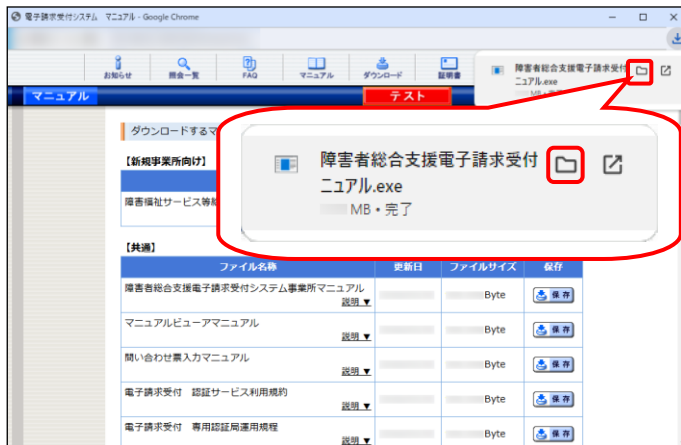 電子請求受付システム マニュアル - Google Chrome
お知らせ 照会一覧 FAQ マニュアル ダウンロード 証明書
マニュアル
テスト
障害者総合支援電子請求受付
ニュアル.exe
ダウンロードするマ
【新規事業所向け】
障害福祉サービス等
障害者総合支援電子請求受付
ニュアル.exe
MB・完了
【共通】
ファイル名称 更新日 ファイルサイズ 保存
障害者総合支援電子請求受付システム事業所マニュアル
説明▼ Byte 保存
マニュアルビューアマニュアル
説明▼ Byte 保存
問い合わせ票入力マニュアル
説明▼ Byte 保存
電子請求受付 認証サービス利用規約
説明▼ Byte 保存
電子請求受付 専用認証局運用規程
説明▼ Byte 保存